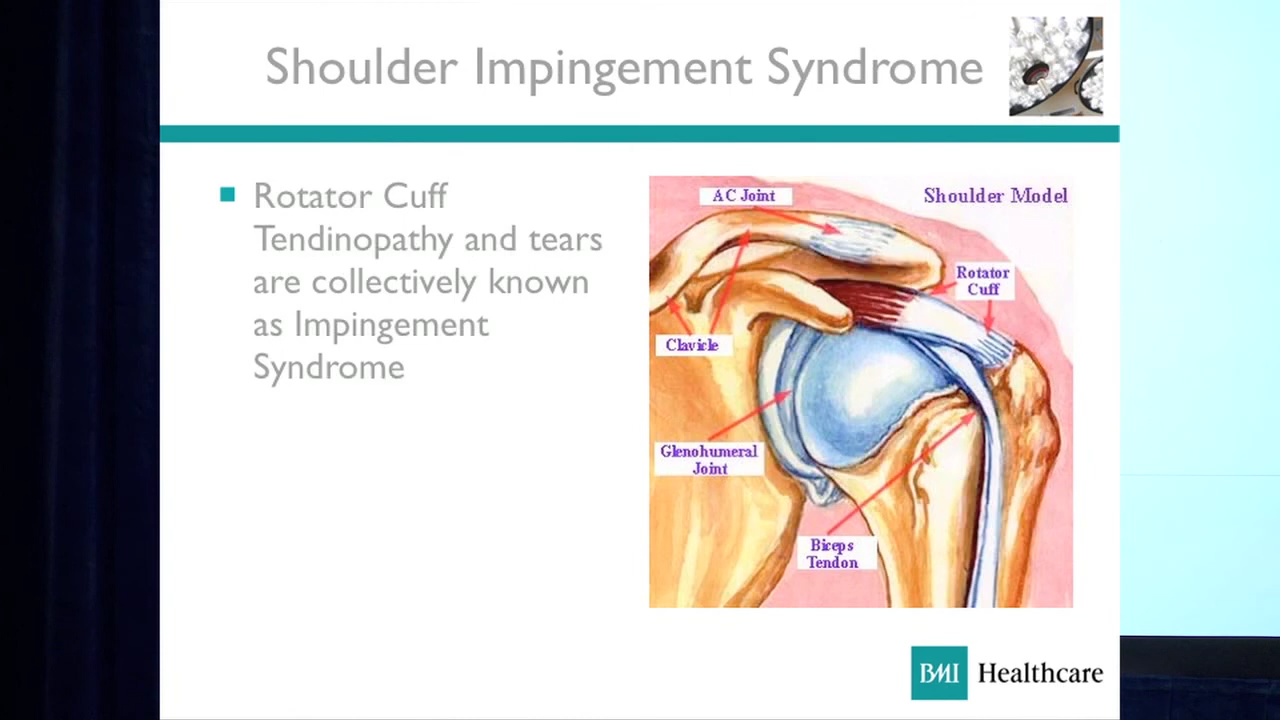 Shoulder Impingement Syndrome
Rotator Cuff
Tendinopathy and tears
are collectively known
as Impingement
Syndrome
AC Joint
Shoulder Model
Rotator
Cuff
Clavicle
Glenohumeral
Joint
Biceps
Tendon
BMI Healthcare